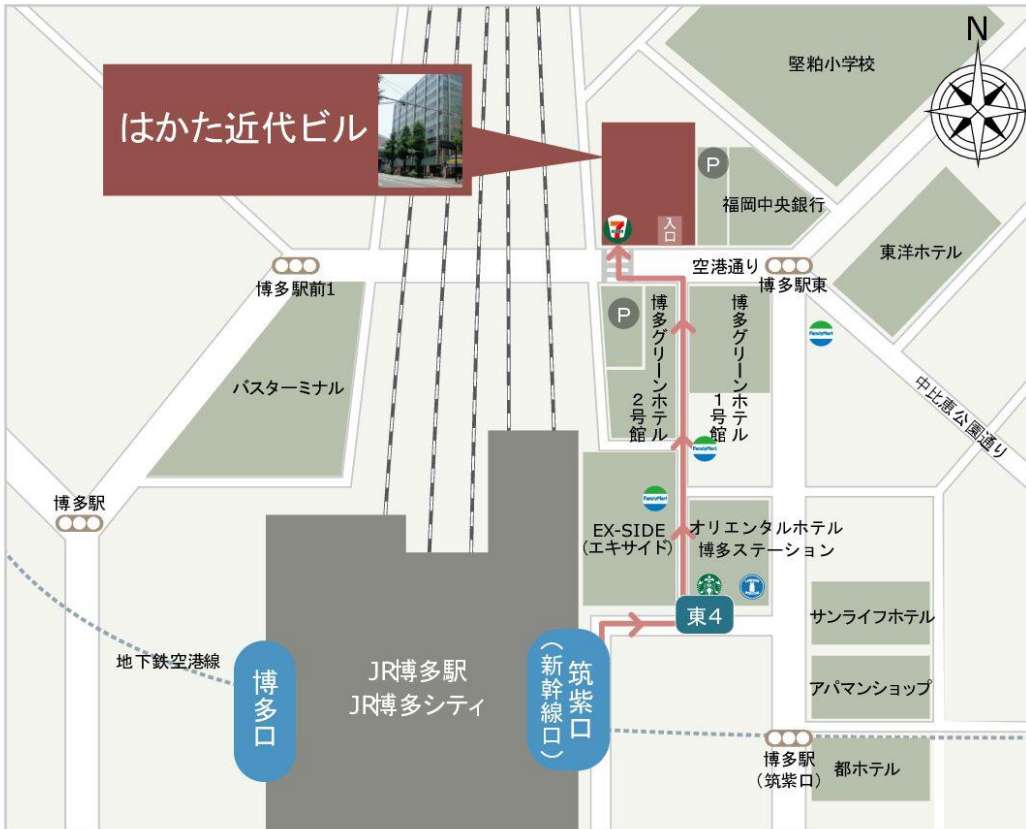 N
堅粕小学校
はかた近代ビル
P
福岡中央銀行
入口
東洋ホテル
空港通り
博多駅前1
博多駅東
P
博多グリーンホテル
2号館
博多グリーンホテル
1号館
FamilyMart
バスターミナル
中比恵公園通り
FamilyMart
博多駅
FamilyMart
EX-SIDE
(エキサイド)
オリエンタルホテル
博多ステーション
東4
サンライフホテル
地下鉄空港線
博多口
JR博多駅
JR博多シティ
筑紫口
(新幹線口)
アパマンショップ
博多駅
(筑紫口)
都ホテル